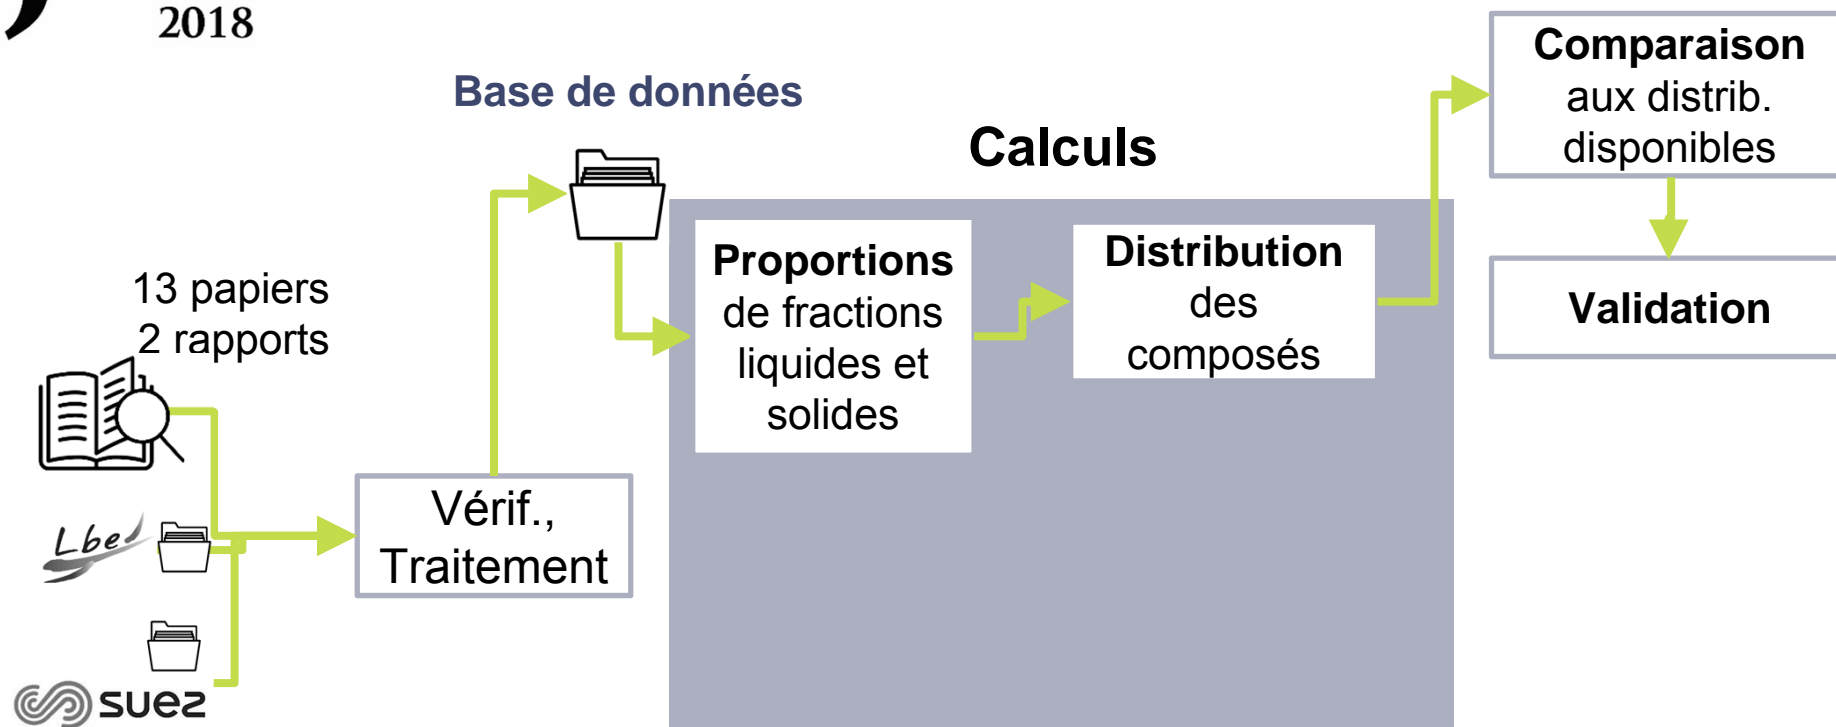 2018
Base de données
Calculs
13 papiers
2 rapports
Lbe
suez
Vérif.,
Traitement
Proportions
de fractions
liquides et
solides
Distribution
des
composés
Comparaison
aux distrib.
disponibles
Validation